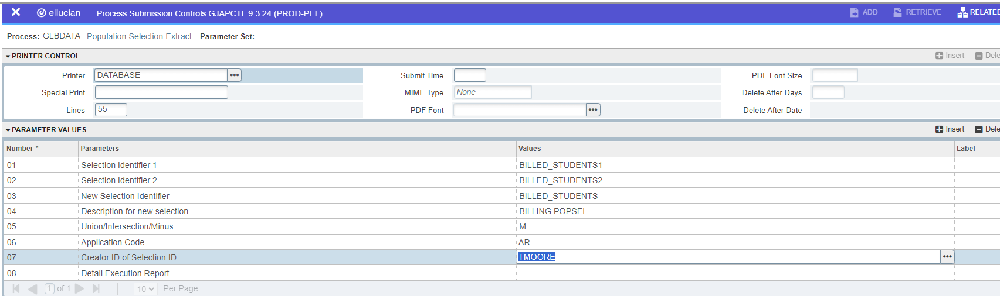 ✕ ellucian Process Submission Controls GJAPCTL 9.3.24 (PROD-PEL) ADD RETRIEVE RELATED
Process: GLBDATA Population Selection Extract Parameter Set:
PRINTER CONTROL Insert Dele
Printer DATABASE ••• Submit Time PDF Font Size
Special Print MIME Type None Delete After Days
Lines 55 PDF Font ••• Delete After Date
PARAMETER VALUES Insert Dele
Number * Parameters Values Label
01 Selection Identifier 1 BILLED_STUDENTS1
02 Selection Identifier 2 BILLED_STUDENTS2
03 New Selection Identifier BILLED_STUDENTS
04 Description for new selection BILLING POPSEL
05 Union/Intersection/Minus M
06 Application Code AR
07 Creator ID of Selection ID TMOORE •••
08 Detail Execution Report
1 of 1 10 Per Page